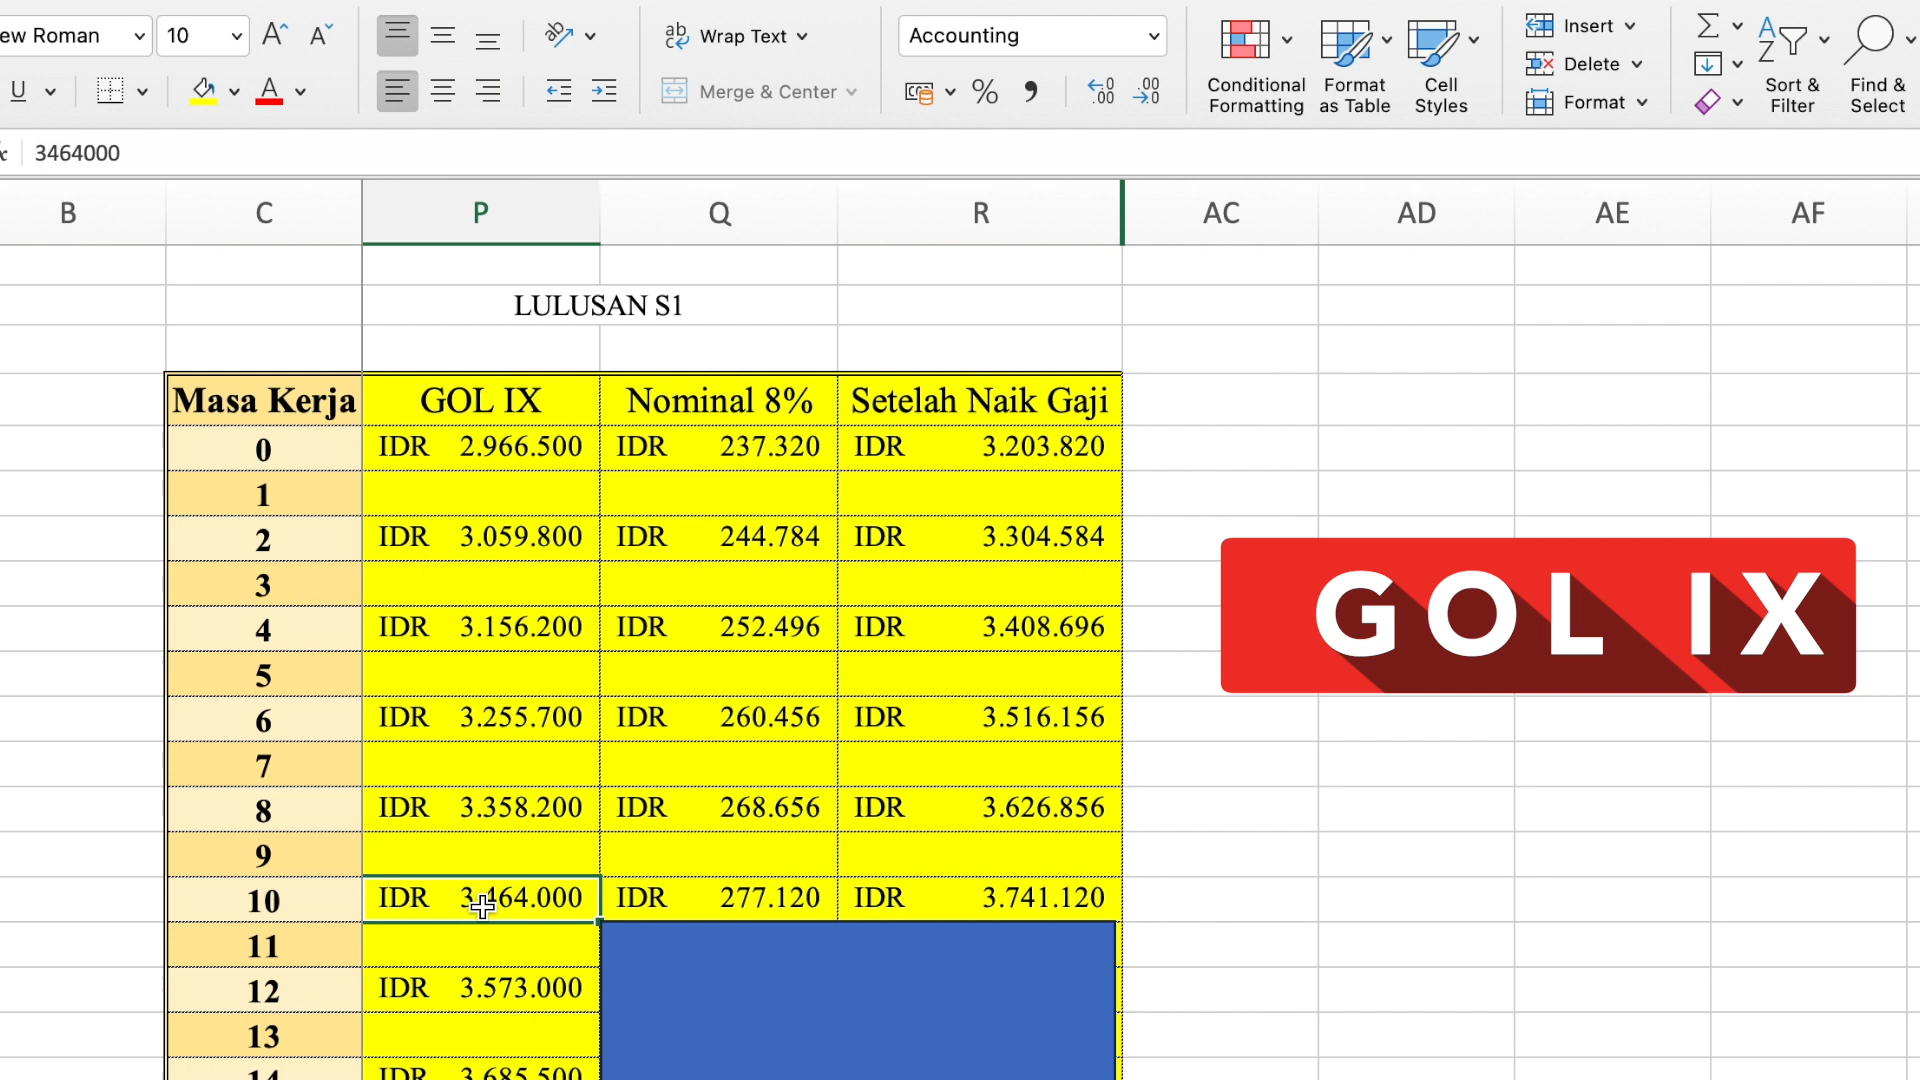 ew Roman 10 Wrap Text Accounting Insert
U Merge & Center % Delete
Conditional Formatting Format as Table Cell Styles Format Sort & Filter Find & Select
3464000
B C P Q R AC AD AE AF
LULUSAN S1
Masa Kerja GOL IX Nominal 8% Setelah Naik Gaji
0 IDR 2.966.500 IDR 237.320 IDR 3.203.820
1
2 IDR 3.059.800 IDR 244.784 IDR 3.304.584
3
4 IDR 3.156.200 IDR 252.496 IDR 3.408.696
5
6 IDR 3.255.700 IDR 260.456 IDR 3.516.156
7
8 IDR 3.358.200 IDR 268.656 IDR 3.626.856
9
10 IDR 3.464.000 IDR 277.120 IDR 3.741.120
11
12 IDR 3.573.000
13
14 IDR 3.685.500
GOL IX